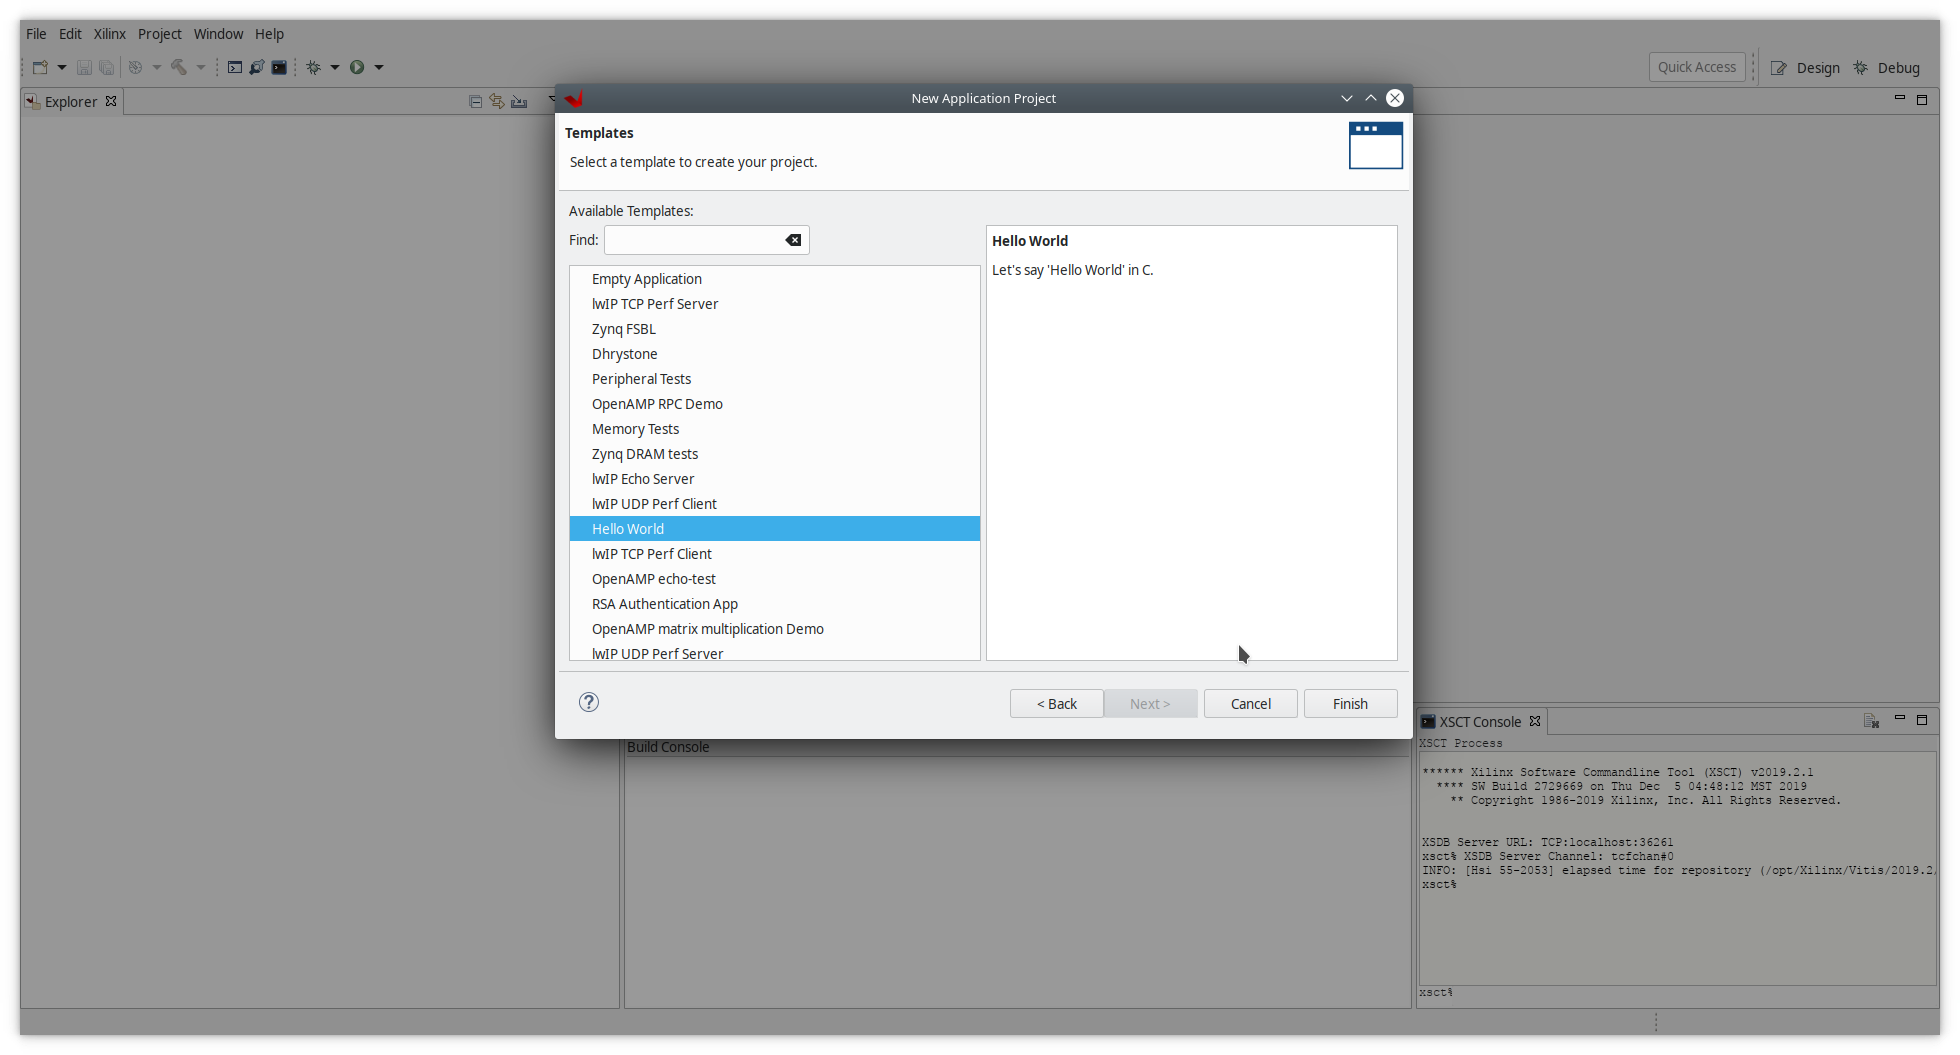 File Edit Xilinx Project Window Help
Quick Access Design Debug
Explorer
New Application Project
Templates
Select a template to create your project.
Available Templates:
Find:
Empty Application
lwIP TCP Perf Server
Zynq FSBL
Dhrystone
Peripheral Tests
OpenAMP RPC Demo
Memory Tests
Zynq DRAM tests
lwIP Echo Server
lwIP UDP Perf Client
Hello World
lwIP TCP Perf Client
OpenAMP echo-test
RSA Authentication App
OpenAMP matrix multiplication Demo
lwIP UDP Perf Server
Hello World
Let's say 'Hello World' in C.
?
< Back Next > Cancel Finish
Build Console
XSCT Console
XSCT Process
****** Xilinx Software Commandline Tool (XSCT) v2019.2.1
**** SW Build 2729669 on Thu Dec  5 04:48:12 MST 2019
** Copyright 1986-2019 Xilinx, Inc. All Rights Reserved.
XSDB Server URL: TCP:localhost:36261
xsct% XSDB Server Channel: tcfchan#0
INFO: [Hsi 55-2053] elapsed time for repository (/opt/Xilinx/Vitis/2019.2/
xsct%
xsct%